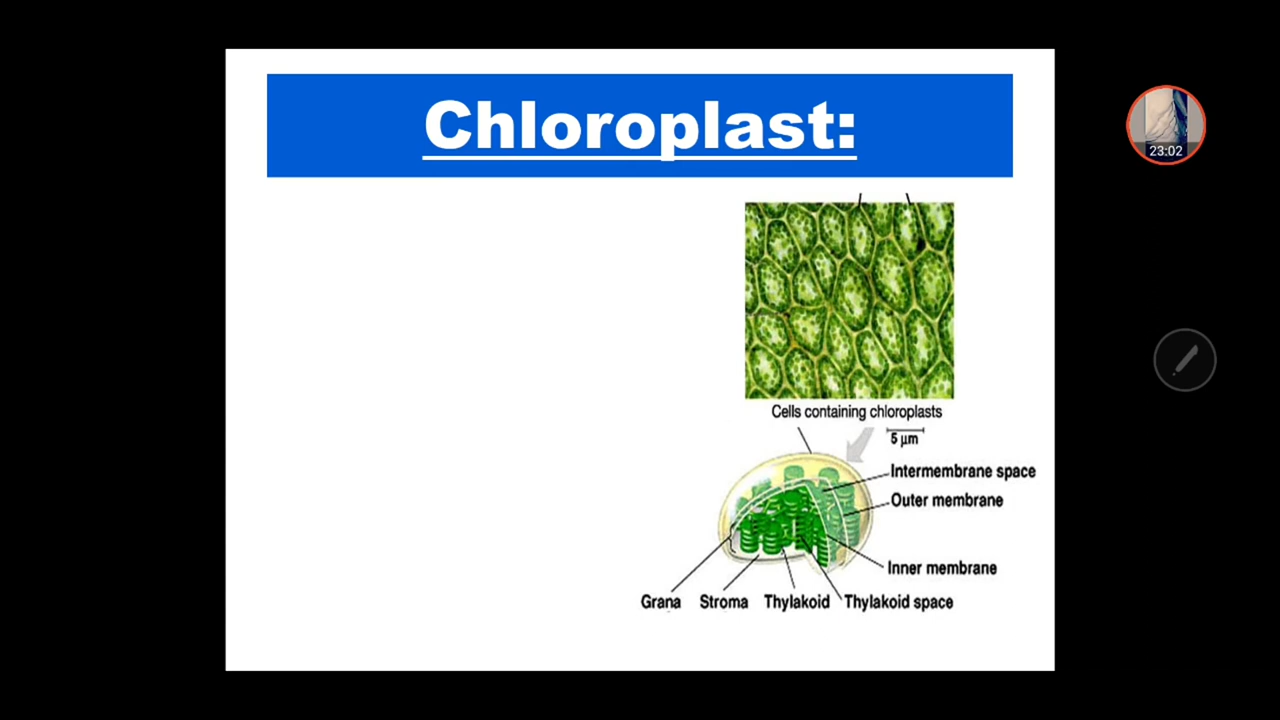 Chloroplast:
23:02
Cells containing chloroplasts
5 µm
Intermembrane space
Outer membrane
Inner membrane
Grana Stroma Thylakoid Thylakoid space